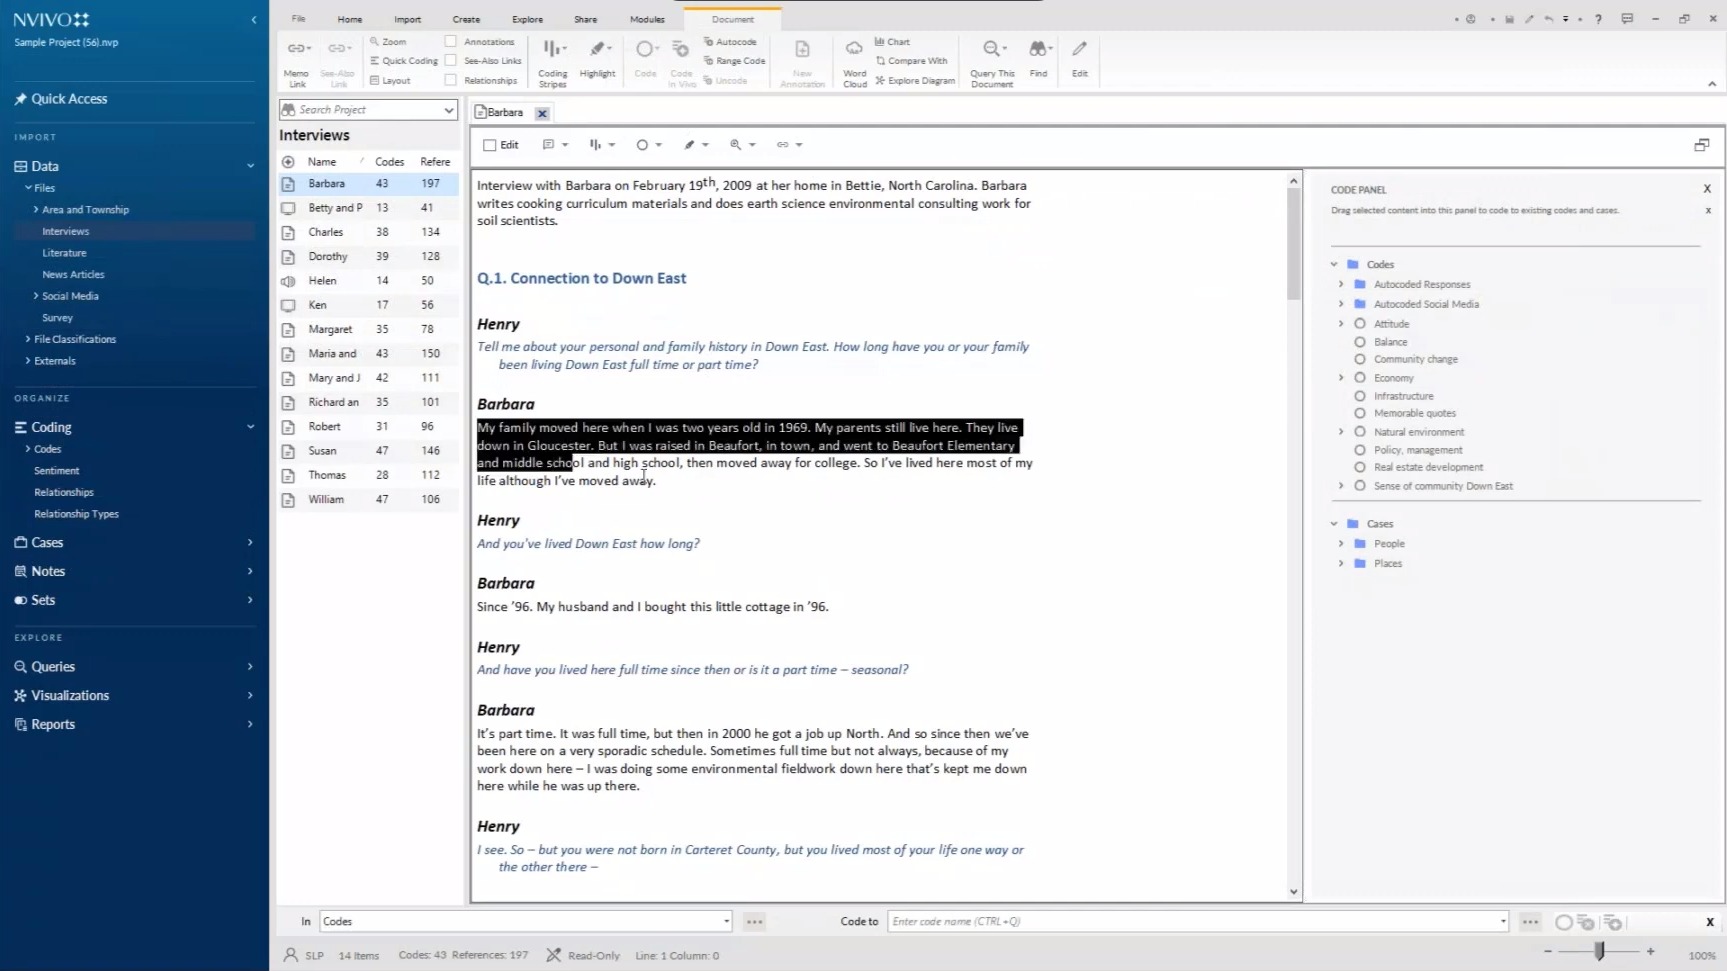 NVIVO
Sample Project (56).nvp
Quick Access
IMPORT
Data
Files
Area and Township
Interviews
Literature
News Articles
Social Media
Survey
File Classifications
Externals
ORGANIZE
Coding
Codes
Sentiment
Relationships
Relationship Types
Cases
Notes
Sets
EXPLORE
Queries
Visualizations
Reports
File Home Import Create Explore Share Modules Document
Memo Link
See-Also Link
Zoom
Quick Coding
Layout
Annotations
See-Also Links
Relationships
Coding Stripes
Highlight
Code
Code In Vivo
Autocode
Range Code
Uncode
New Annotation
Word Cloud
Chart
Compare With
Explore Diagram
Query This Document
Find
Edit
Search Project
Interviews
Name Codes Refere
Barbara 43 197
Betty and P 13 41
Charles 38 134
Dorothy 39 128
Helen 14 50
Ken 17 56
Margaret 35 78
Maria and 43 150
Mary and J 42 111
Richard an 35 101
Robert 31 96
Susan 47 146
Thomas 28 112
William 47 106
Barbara
Edit
Interview with Barbara on February 19th, 2009 at her home in Bettie, North Carolina. Barbara
writes cooking curriculum materials and does earth science environmental consulting work for
soil scientists.
Q.1. Connection to Down East
Henry
Tell me about your personal and family history in Down East. How long have you or your family
been living Down East full time or part time?
Barbara
My family moved here when I was two years old in 1969. My parents still live here. They live
down in Gloucester. But I was raised in Beaufort, in town, and went to Beaufort Elementary
and middle school and high school, then moved away for college. So I’ve lived here most of my
life although I’ve moved away.
Henry
And you’ve lived Down East how long?
Barbara
Since ’96. My husband and I bought this little cottage in ’96.
Henry
And have you lived here full time since then or is it a part time – seasonal?
Barbara
It’s part time. It was full time, but then in 2000 he got a job up North. And so since then we’ve
been here on a very sporadic schedule. Sometimes full time but not always, because of my
work down here – I was doing some environmental fieldwork down here that’s kept me down
here while he was up there.
Henry
I see. So – but you were not born in Carteret County, but you lived most of your life one way or
the other there –
CODE PANEL X
Drag selected content into this panel to code to existing codes and cases. x
Codes
Autocoded Responses
Autocoded Social Media
Attitude
Balance
Community change
Economy
Infrastructure
Memorable quotes
Natural environment
Policy, management
Real estate development
Sense of community Down East
Cases
People
Places
In Codes Code to Enter code name (CTRL+Q) X
SLP 14 Items Codes: 43 References: 197 Read-Only Line: 1 Column: 0 100%